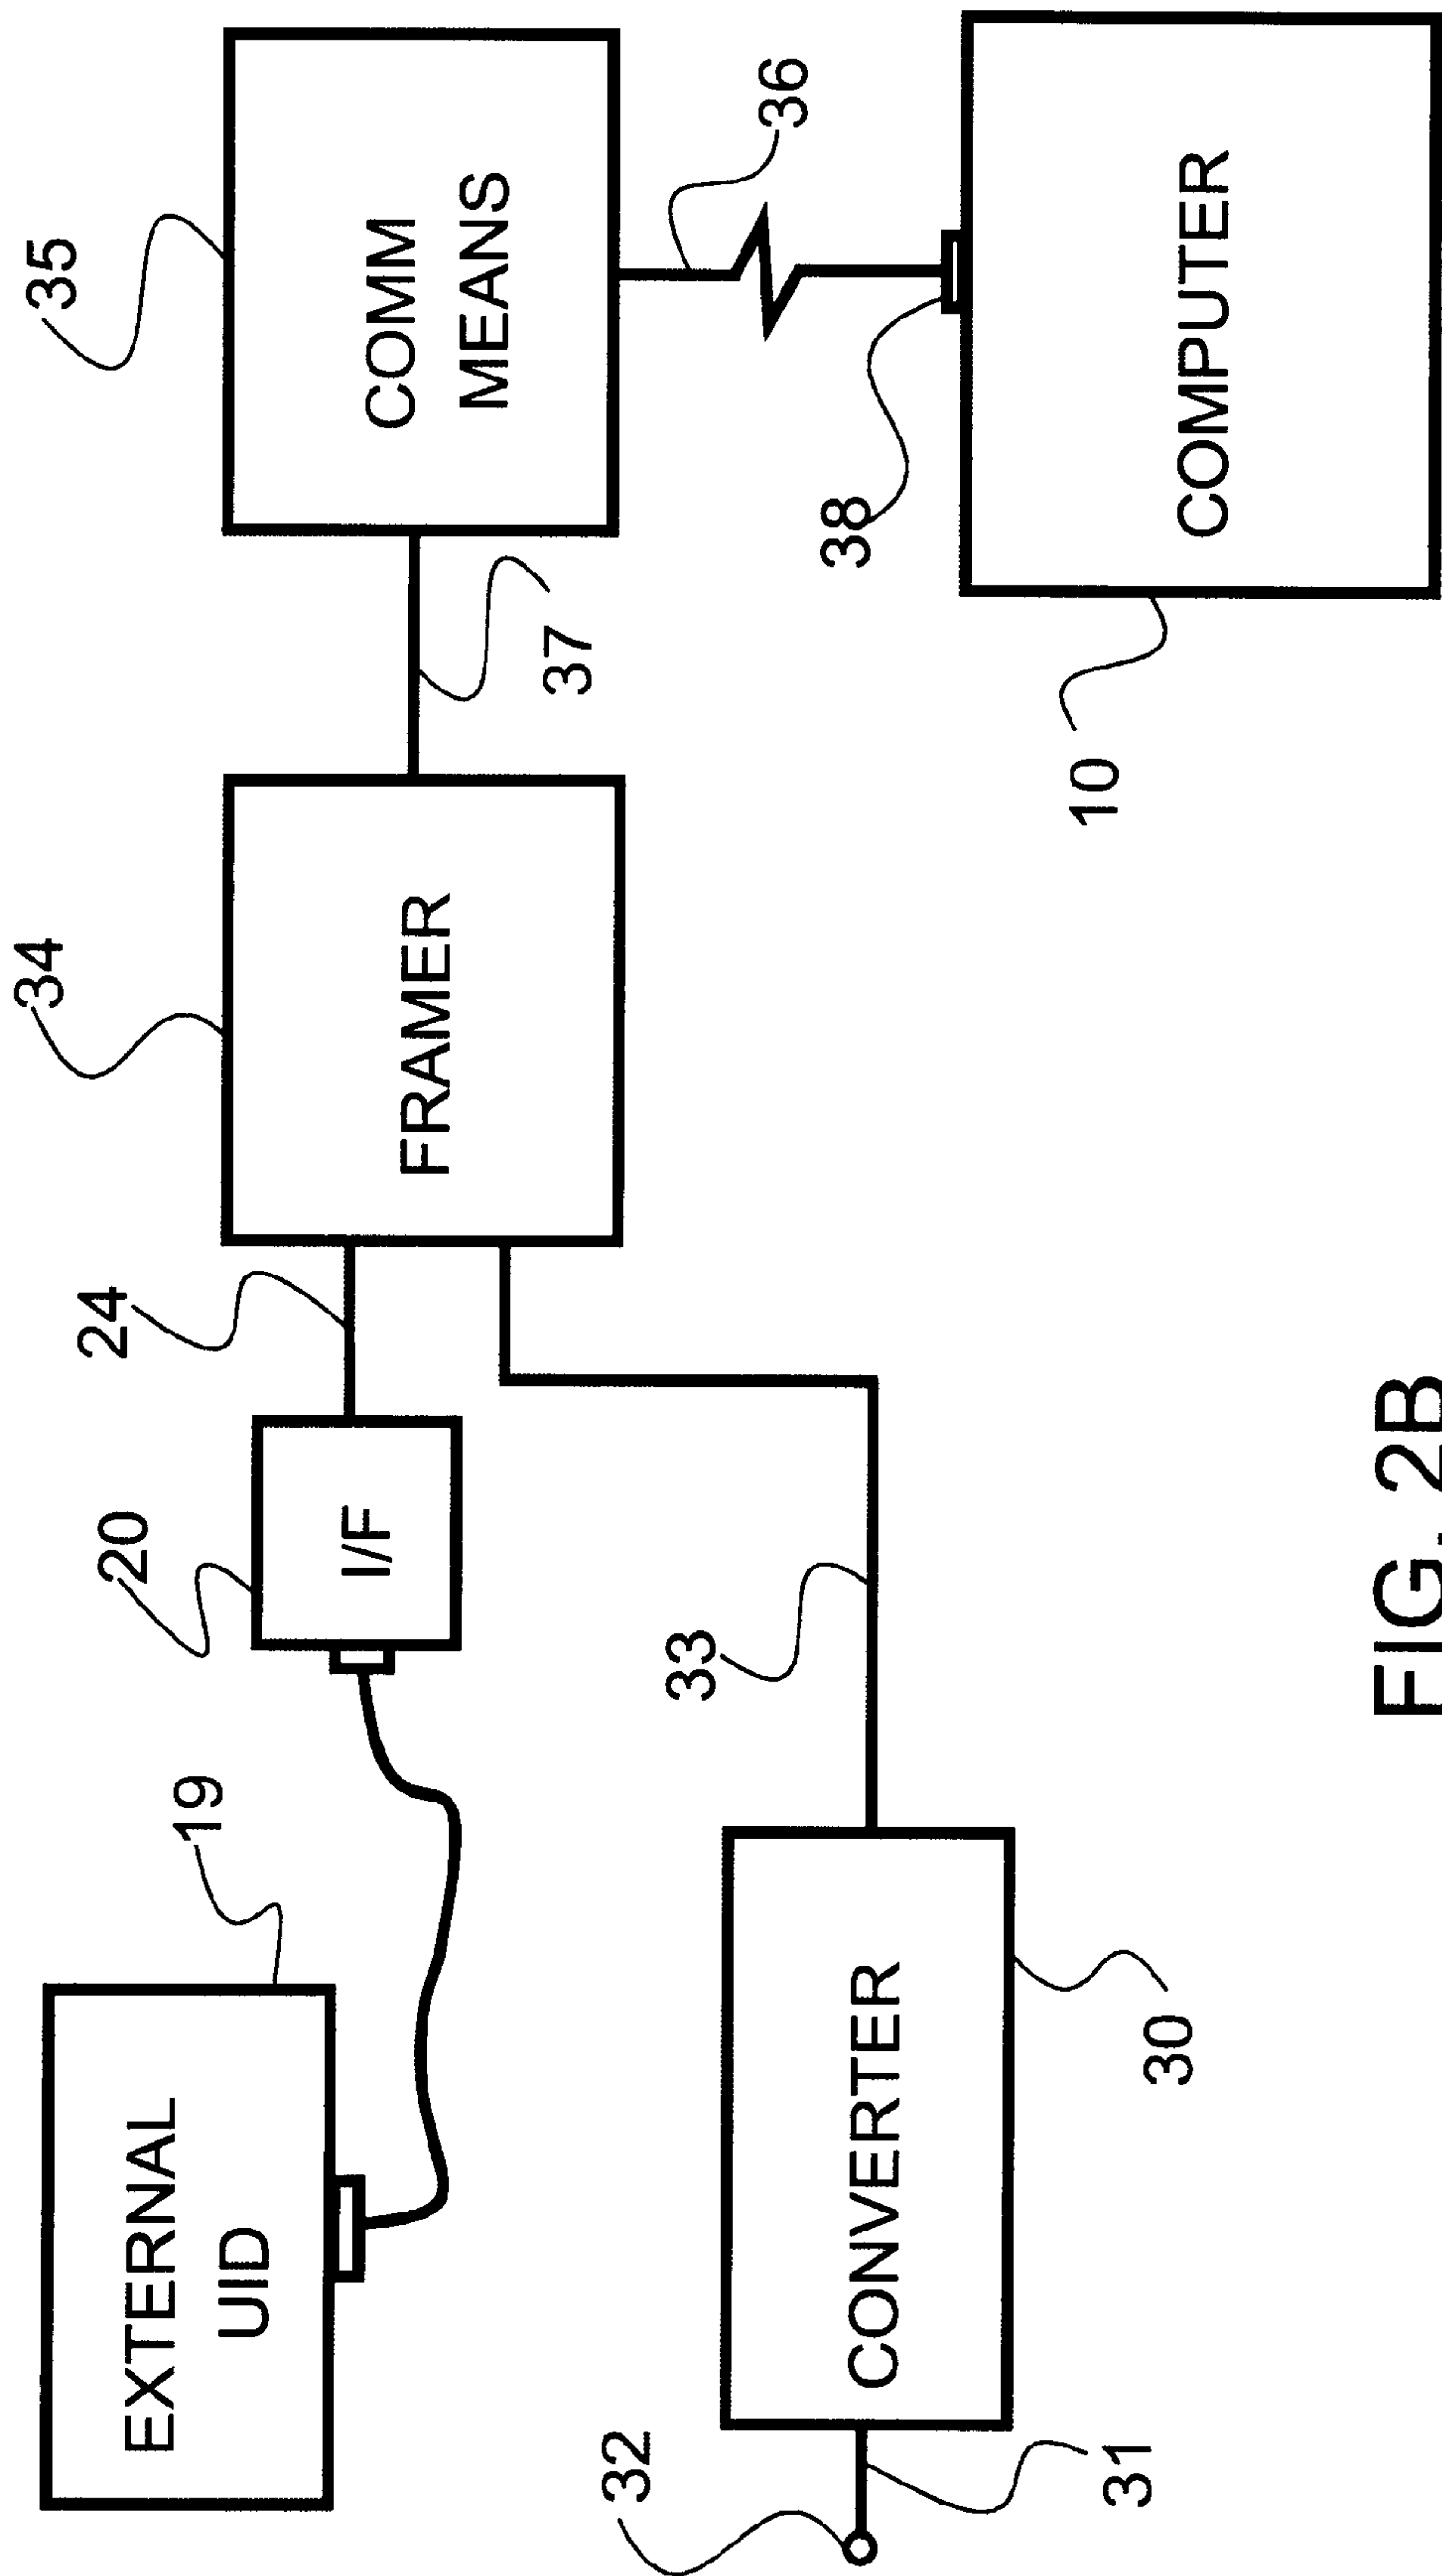 35
34
24
20
19
EXTERNAL
UID
I/F
FRAMER
COMM
MEANS
37
36
33
38
32
CONVERTER
31
30
10
COMPUTER
FIG. 2B